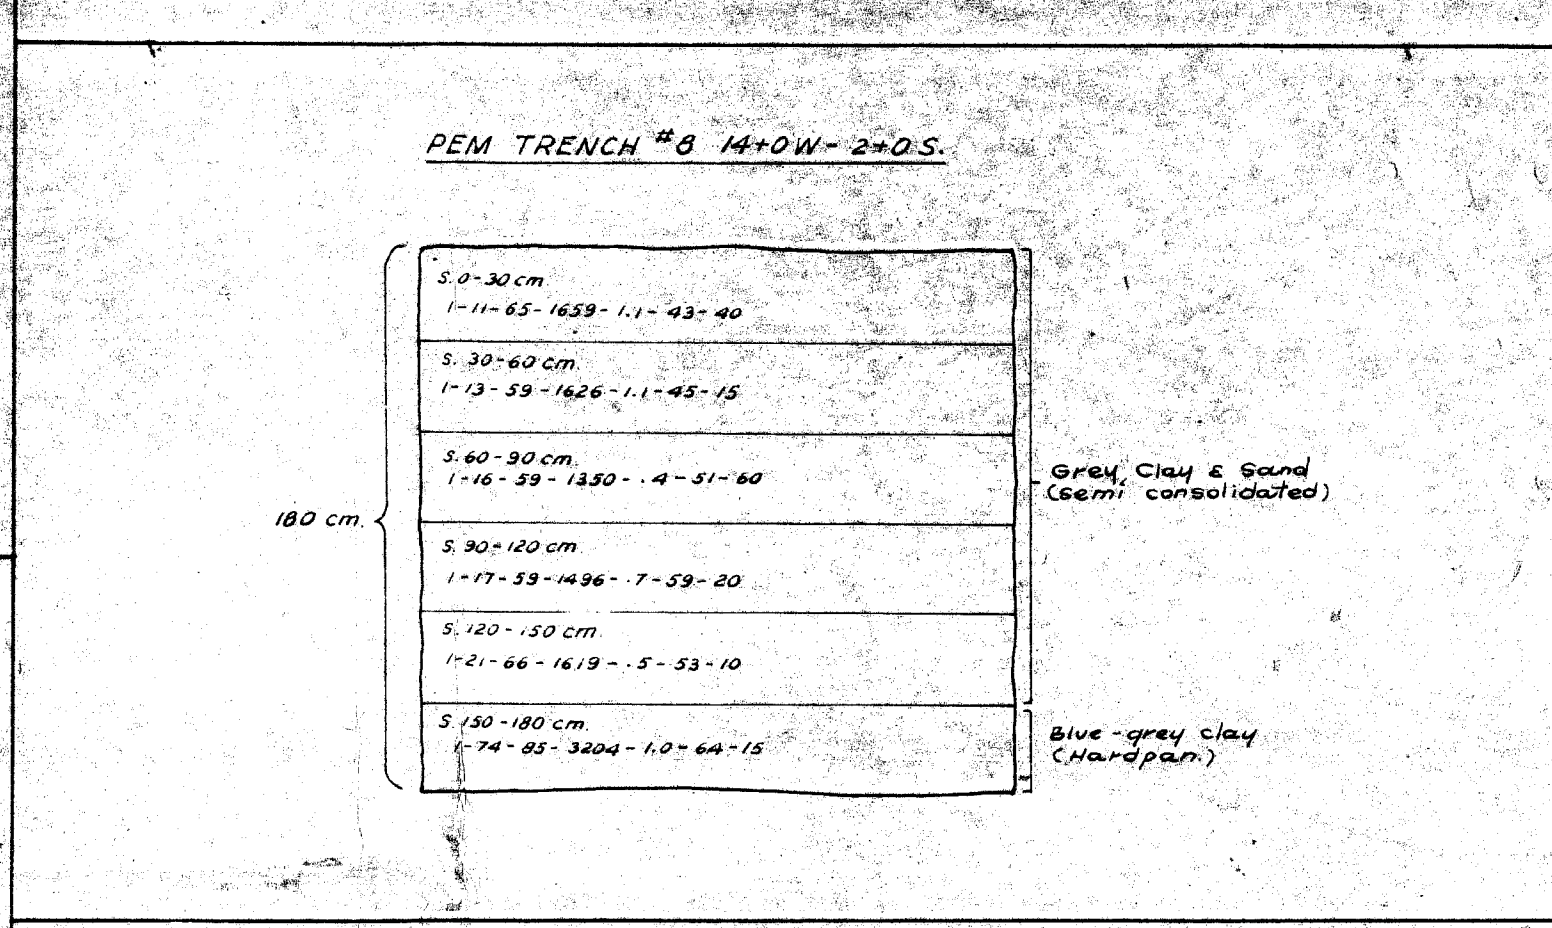 PEM TRENCH #8 14+0W- 2+0S.
S. 0-30 cm.
1-11-65-1659-1.1-43-40
S. 30-60 cm.
1-13-59-1626-1.1-45-15
S. 60-90 cm.
1-16-59-1350-.4-51-60
Grey Clay & Sand
(semi consolidated)
180 cm.
S. 90-120 cm
1-17-59-1496-.7-59-20
S. 120-150 cm.
1-21-66-1619-.5-53-10
S. 150-180 cm.
1-74-85-3204-1.0-64-15
Blue-grey clay
(Hardpan.)